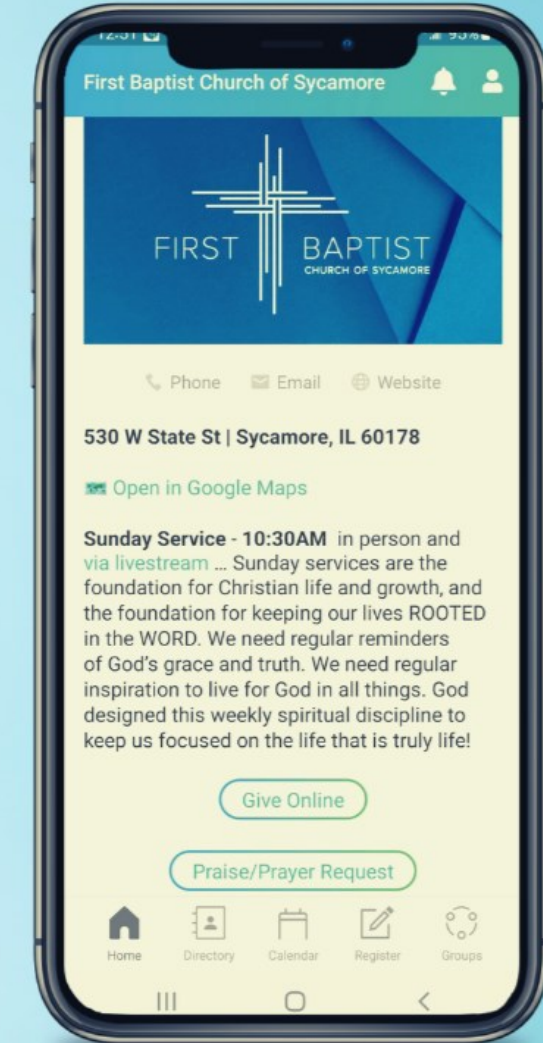 12:51
95%
First Baptist Church of Sycamore
FIRST BAPTIST
CHURCH OF SYCAMORE
Phone Email Website
530 W State St | Sycamore, IL 60178
Open in Google Maps
Sunday Service - 10:30AM in person and
via livestream ... Sunday services are the
foundation for Christian life and growth, and
the foundation for keeping our lives ROOTED
in the WORD. We need regular reminders
of God's grace and truth. We need regular
inspiration to live for God in all things. God
designed this weekly spiritual discipline to
keep us focused on the life that is truly life!
Give Online
Praise/Prayer Request
Home Directory Calendar Register Groups